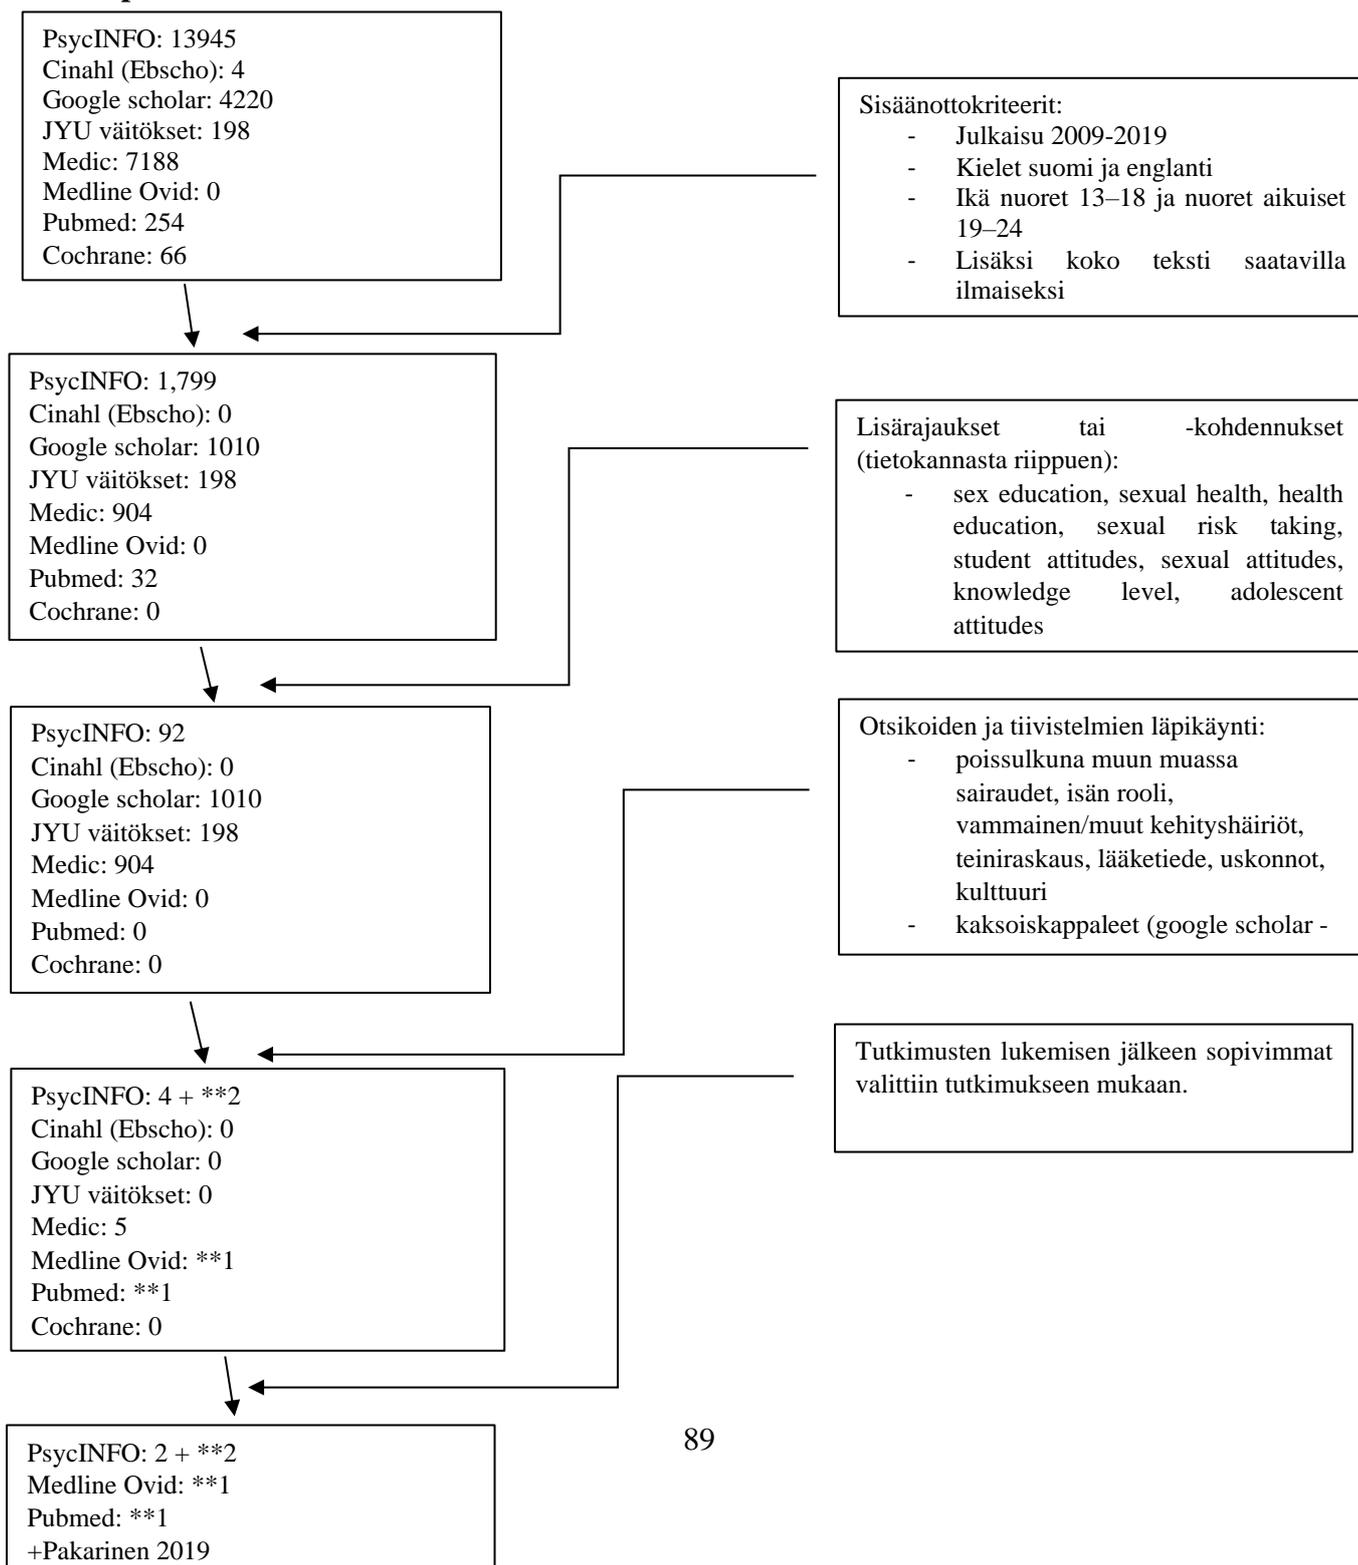 PsycINFO: 13945
Cinahl (Ebscho): 4
Google scholar: 4220
JYU väitökset: 198
Medic: 7188
Medline Ovid: 0
Pubmed: 254
Cochrane: 66
Sisäänottokriteerit:
- Julkaisu 2009-2019
- Kielet suomi ja englanti
- Ikä nuoret 13–18 ja nuoret aikuiset
19–24
- Lisäksi koko teksti saatavilla
ilmaiseksi
PsycINFO: 1,799
Cinahl (Ebscho): 0
Google scholar: 1010
JYU väitökset: 198
Medic: 904
Medline Ovid: 0
Pubmed: 32
Cochrane: 0
Lisärajaukset tai -kohdennukset
(tietokannasta riippuen):
- sex education, sexual health, health
education, sexual risk taking,
student attitudes, sexual attitudes,
knowledge level, adolescent
attitudes
PsycINFO: 92
Cinahl (Ebscho): 0
Google scholar: 1010
JYU väitökset: 198
Medic: 904
Medline Ovid: 0
Pubmed: 0
Cochrane: 0
Otsikoiden ja tiivistelmien läpikäynti:
- poissulkuna muun muassa
sairaudet, isän rooli,
vammainen/muut kehityshäiriöt,
teiniraskaus, lääketiede, uskonnot,
kulttuuri
- kaksoiskappaleet (google scholar -
PsycINFO: 4 + **2
Cinahl (Ebscho): 0
Google scholar: 0
JYU väitökset: 0
Medic: 5
Medline Ovid: **1
Pubmed: **1
Cochrane: 0
Tutkimusten lukemisen jälkeen sopivimmat
valittiin tutkimukseen mukaan.
PsycINFO: 2 + **2
Medline Ovid: **1
Pubmed: **1
+Pakarinen 2019
89